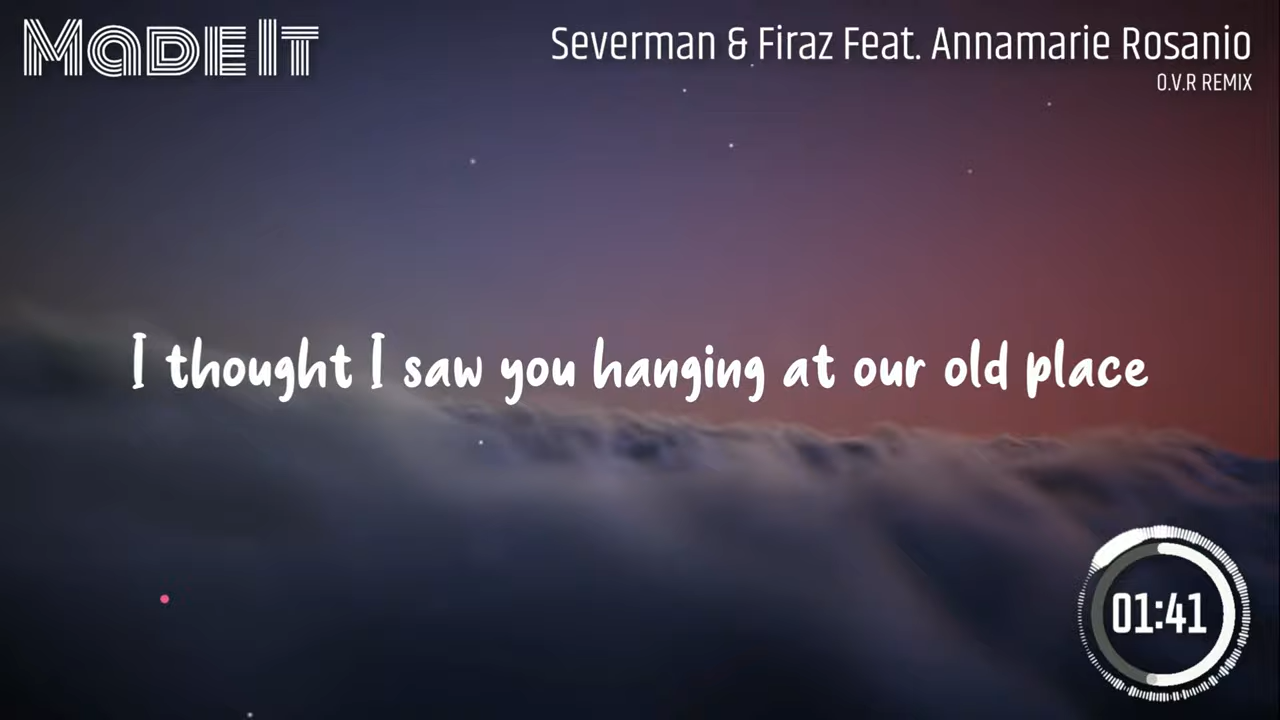 MaDE IT
Severman & Firaz Feat. Annamarie Rosanio
O.V.R REMIX
I thought I saw you hanging at our old place
01:41